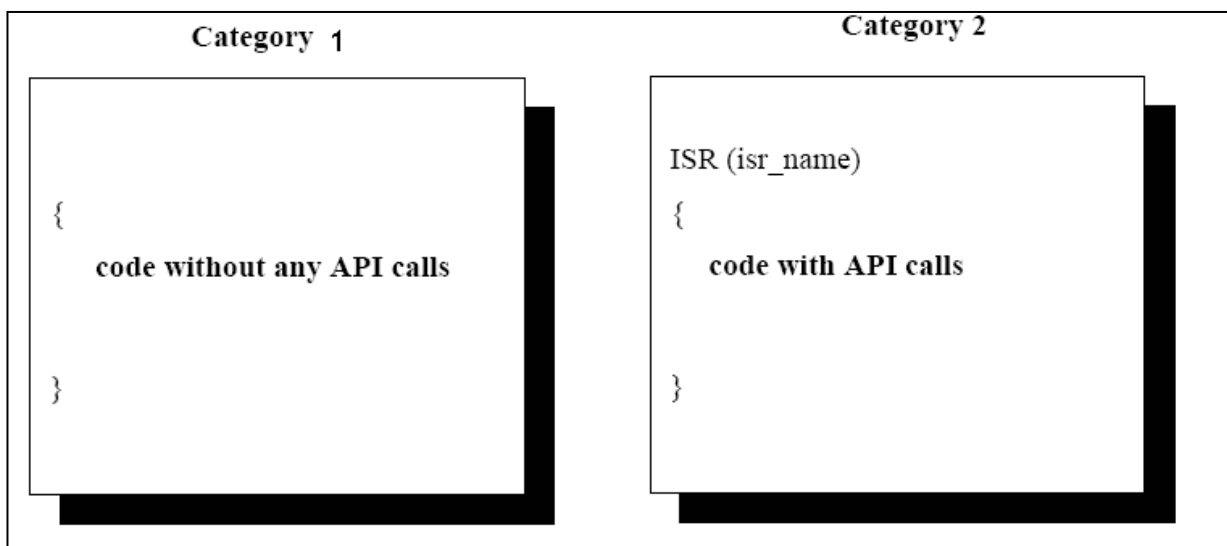 Category 1
{
code without any API calls
}
Category 2
ISR (isr_name)
{
code with API calls
}